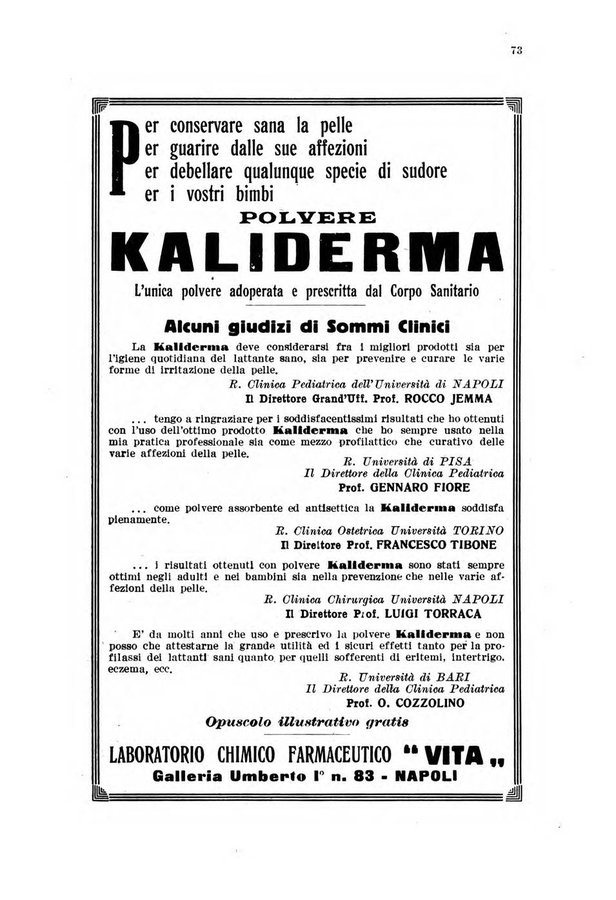 73
Per conservare sana la pelle
Per guarire dalle sue affezioni
Per debellare qualunque specie di sudore
Per i vostri bimbi
POLVERE
KALIDERMA
L'unica polvere adoperata e prescritta dal Corpo Sanitario
Alcuni giudizi di Sommi Clinici
La Kaliderma deve considerarsi fra i migliori prodotti sia per
l'igiene quotidiana del lattante sano, sia per prevenire e curare le varie
forme di irritazione della pelle.
R. Clinica Pediatrica dell'Università di NAPOLI
Il Direttore Grand'Uff. Prof. ROCCO JEMMA
... tengo a ringraziare per i soddisfacentissimi risultati che ho ottenuti
con l'uso dell'ottimo prodotto Kaliderma che ho sempre usato nella
mia pratica professionale sia come mezzo profilattico che curativo delle
varie affezioni della pelle.
R. Università di PISA
Il Direttore della Clinica Pediatrica
Prof. GENNARO FIORE
... come polvere assorbente ed antisettica la Kaliderma soddisfa
pienamente.
R. Clinica Ostetrica Università TORINO
Il Direttore Prof. FRANCESCO TIBONE
... i risultati ottenuti con polvere Kaliderma sono stati sempre
ottimi negli adulti e nei bambini sia nella prevenzione che nelle varie af-
fezioni della pelle.
R. Clinica Chirurgica Università NAPOLI
Il Direttore Prof. LUIGI TORRACA
E' da molti anni che uso e prescrivo la polvere Kaliderma e non
posso che attestarne la grande utilità ed i sicuri effetti tanto per la pro-
filassi dei lattanti sani quanto per quelli sofferenti di eritemi, intertrigo.
eczema, ecc.
R. Università di BARI
Il Direttore della Clinica Pediatrica
Prof. O. COZZOLINO
Opuscolo illustrativo gratis
LABORATORIO CHIMICO FARMACEUTICO “ VITA „
Galleria Umberto I° n. 83 - NAPOLI